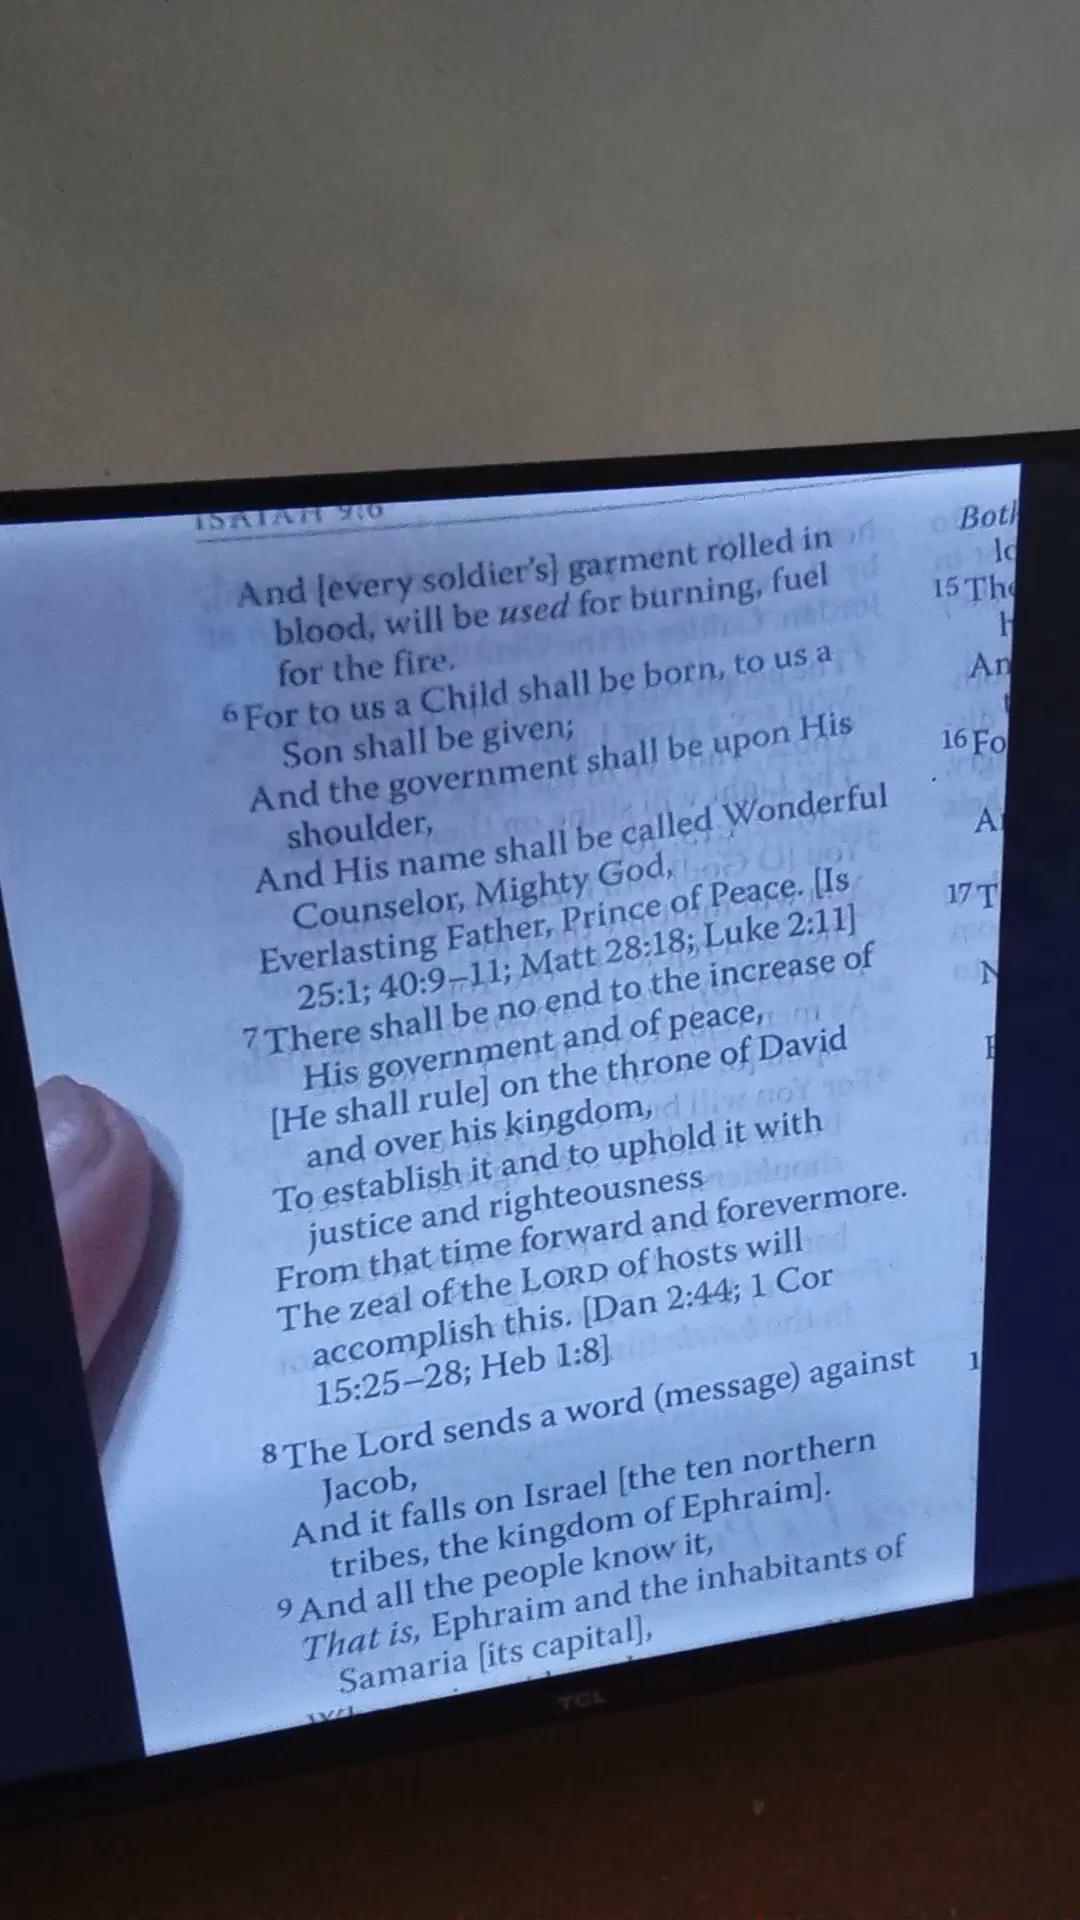 ISAIAH 9:6
And [every soldier's] garment rolled in
blood, will be used for burning, fuel
for the fire.
6 For to us a Child shall be born, to us a
Son shall be given;
And the government shall be upon His
shoulder,
And His name shall be called Wonderful
Counselor, Mighty God,
Everlasting Father, Prince of Peace. [Is
25:1; 40:9–11; Matt 28:18; Luke 2:11]
7 There shall be no end to the increase of
His government and of peace,
[He shall rule] on the throne of David
and over his kingdom,
To establish it and to uphold it with
justice and righteousness
From that time forward and forevermore.
The zeal of the LORD of hosts will
accomplish this. [Dan 2:44; 1 Cor
15:25–28; Heb 1:8]
8 The Lord sends a word (message) against
Jacob,
And it falls on Israel [the ten northern
tribes, the kingdom of Ephraim].
9 And all the people know it,
That is, Ephraim and the inhabitants of
Samaria [its capital],
15
16
17
TCL